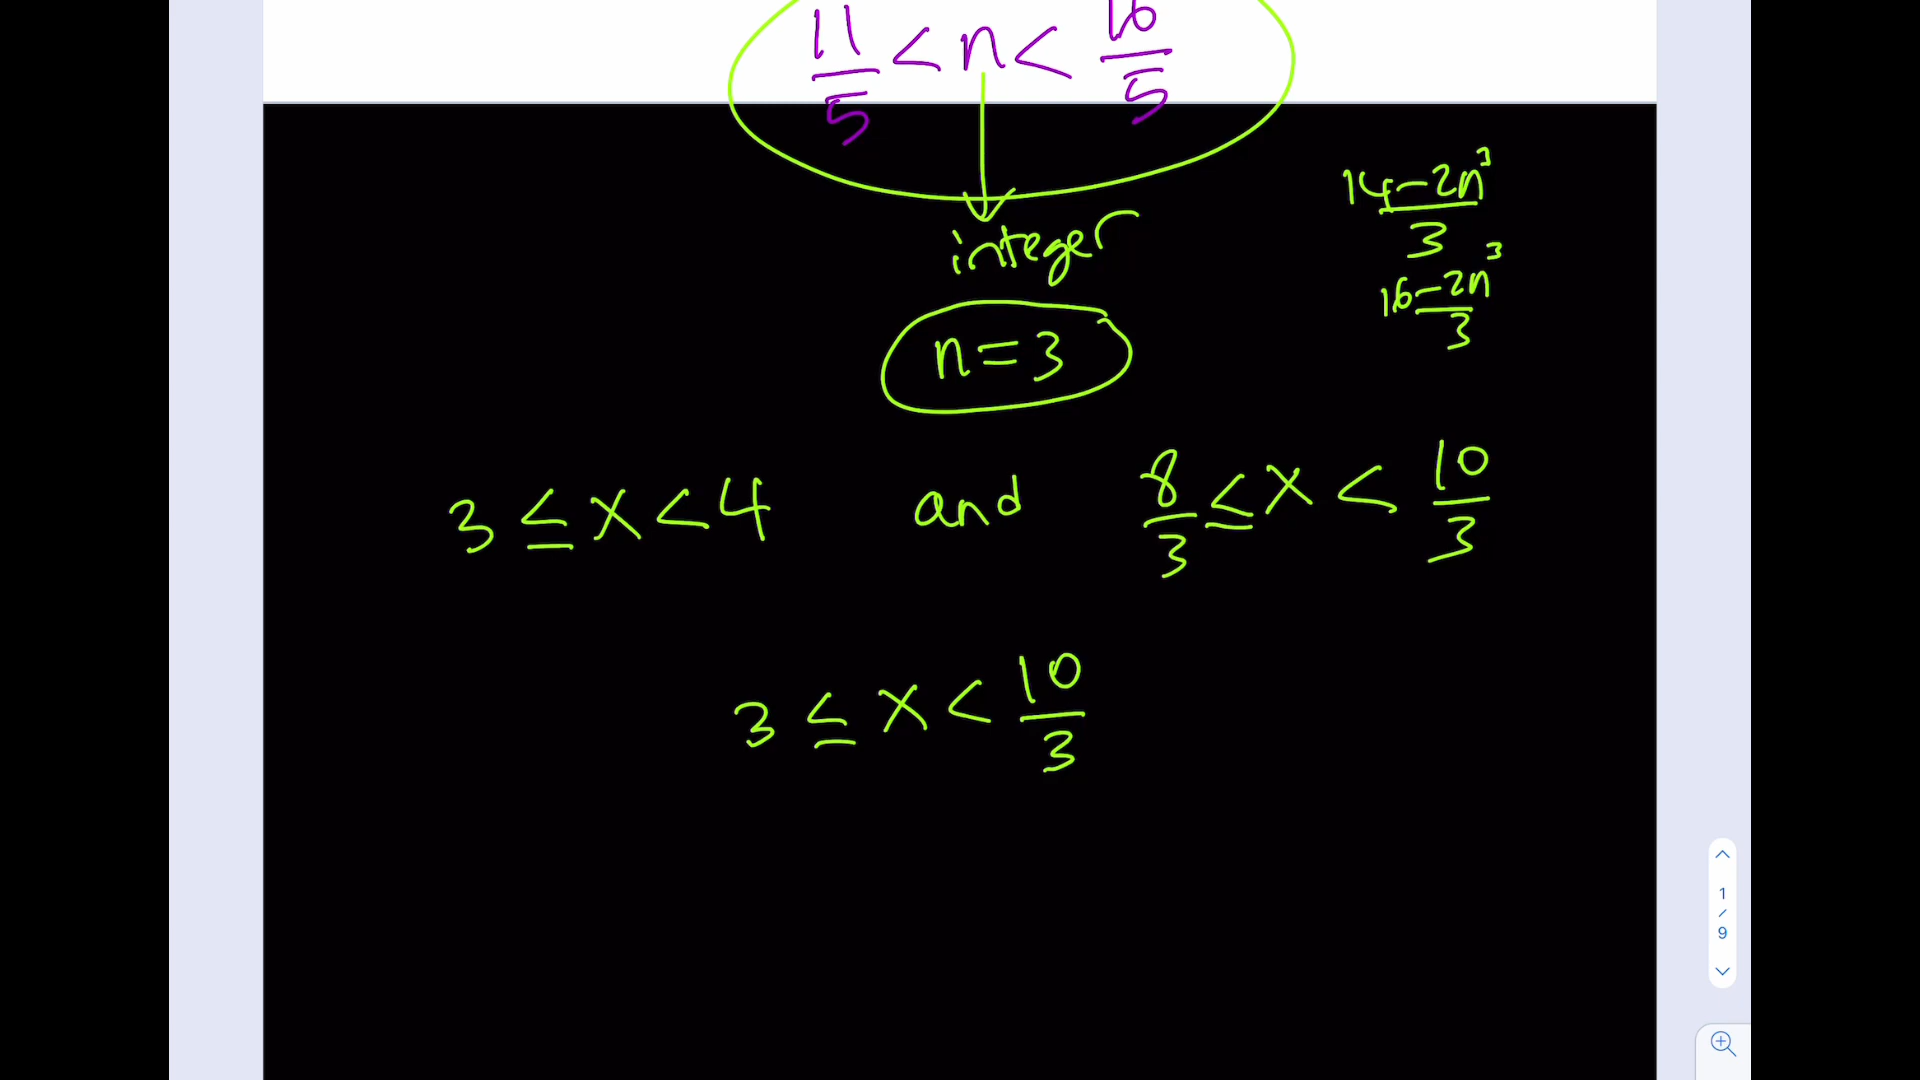 11/5 < n < 16/5
integer
14-2n³/3
16-2n³/3
n = 3
3 ≤ x < 4 and 8/3 ≤ x < 10/3
3 ≤ x < 10/3
1
/
9